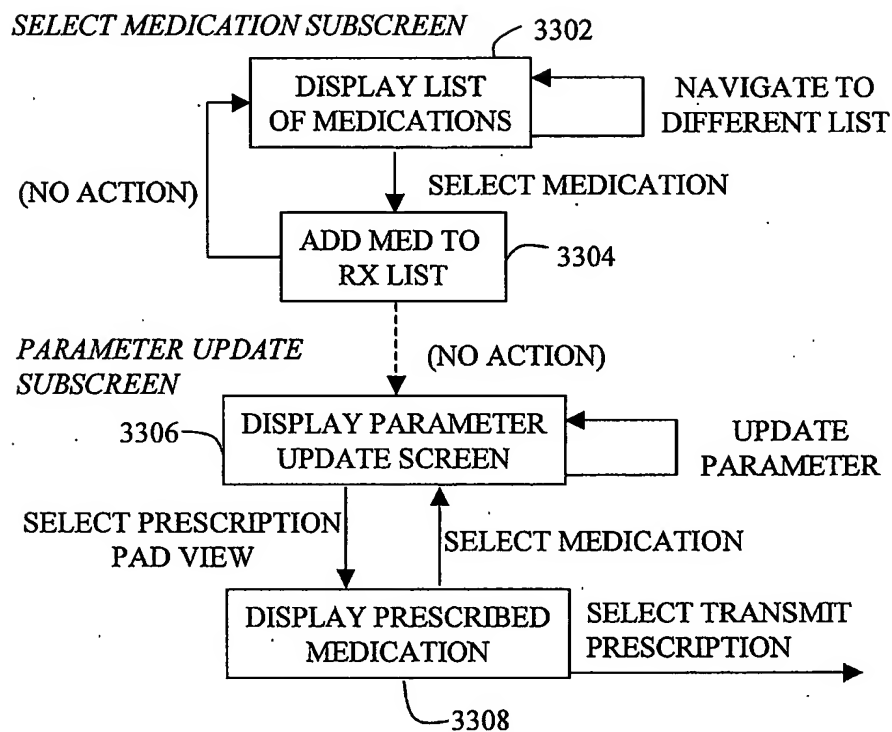 SELECT MEDICATION SUBSCREEN
3302
DISPLAY LIST
OF MEDICATIONS
NAVIGATE TO
DIFFERENT LIST
(NO ACTION)
SELECT MEDICATION
ADD MED TO
RX LIST
3304
PARAMETER UPDATE
SUBSCREEN
(NO ACTION)
3306
DISPLAY PARAMETER
UPDATE SCREEN
UPDATE
PARAMETER
SELECT PRESCRIPTION
PAD VIEW
SELECT MEDICATION
DISPLAY PRESCRIBED
MEDICATION
SELECT TRANSMIT
PRESCRIPTION
3308